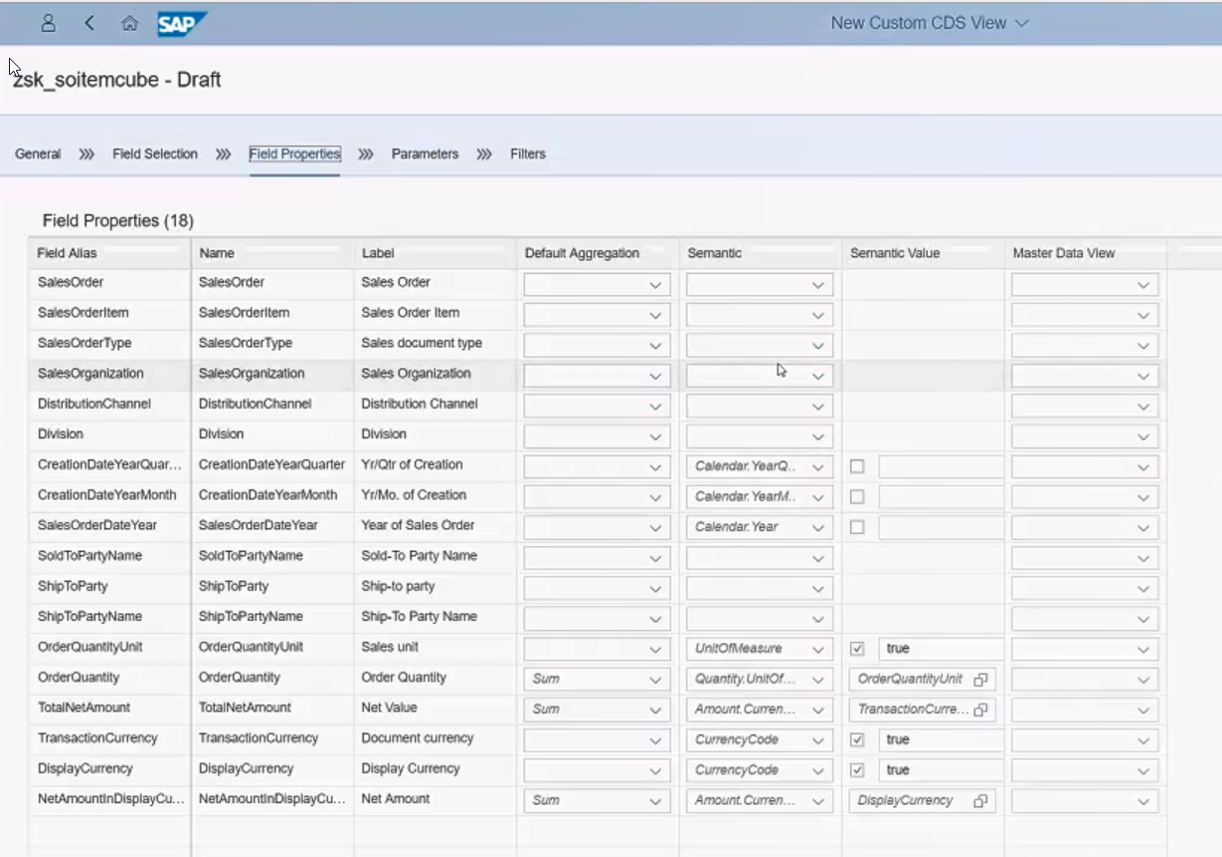 SAP New Custom CDS View
zsk_soitemcube - Draft
General Field Selection Field Properties Parameters Filters
Field Properties (18)
Field Alias Name Label Default Aggregation Semantic Semantic Value Master Data View
SalesOrder SalesOrder Sales Order
SalesOrderItem SalesOrderItem Sales Order Item
SalesOrderType SalesOrderType Sales document type
SalesOrganization SalesOrganization Sales Organization
DistributionChannel DistributionChannel Distribution Channel
Division Division Division
CreationDateYearQuar... CreationDateYearQuarter Yr/Qtr of Creation Calendar.YearQ..
CreationDateYearMonth CreationDateYearMonth Yr/Mo. of Creation Calendar.YearM..
SalesOrderDateYear SalesOrderDateYear Year of Sales Order Calendar.Year
SoldToPartyName SoldToPartyName Sold-To Party Name
ShipToParty ShipToParty Ship-to party
ShipToPartyName ShipToPartyName Ship-To Party Name
OrderQuantityUnit OrderQuantityUnit Sales unit UnitOfMeasure true
OrderQuantity OrderQuantity Order Quantity Sum Quantity.UnitOf... OrderQuantityUnit
TotalNetAmount TotalNetAmount Net Value Sum Amount.Curren... TransactionCurre...
TransactionCurrency TransactionCurrency Document currency CurrencyCode true
DisplayCurrency DisplayCurrency Display Currency CurrencyCode true
NetAmountInDisplayCu... NetAmountInDisplayCu... Net Amount Sum Amount.Curren... DisplayCurrency